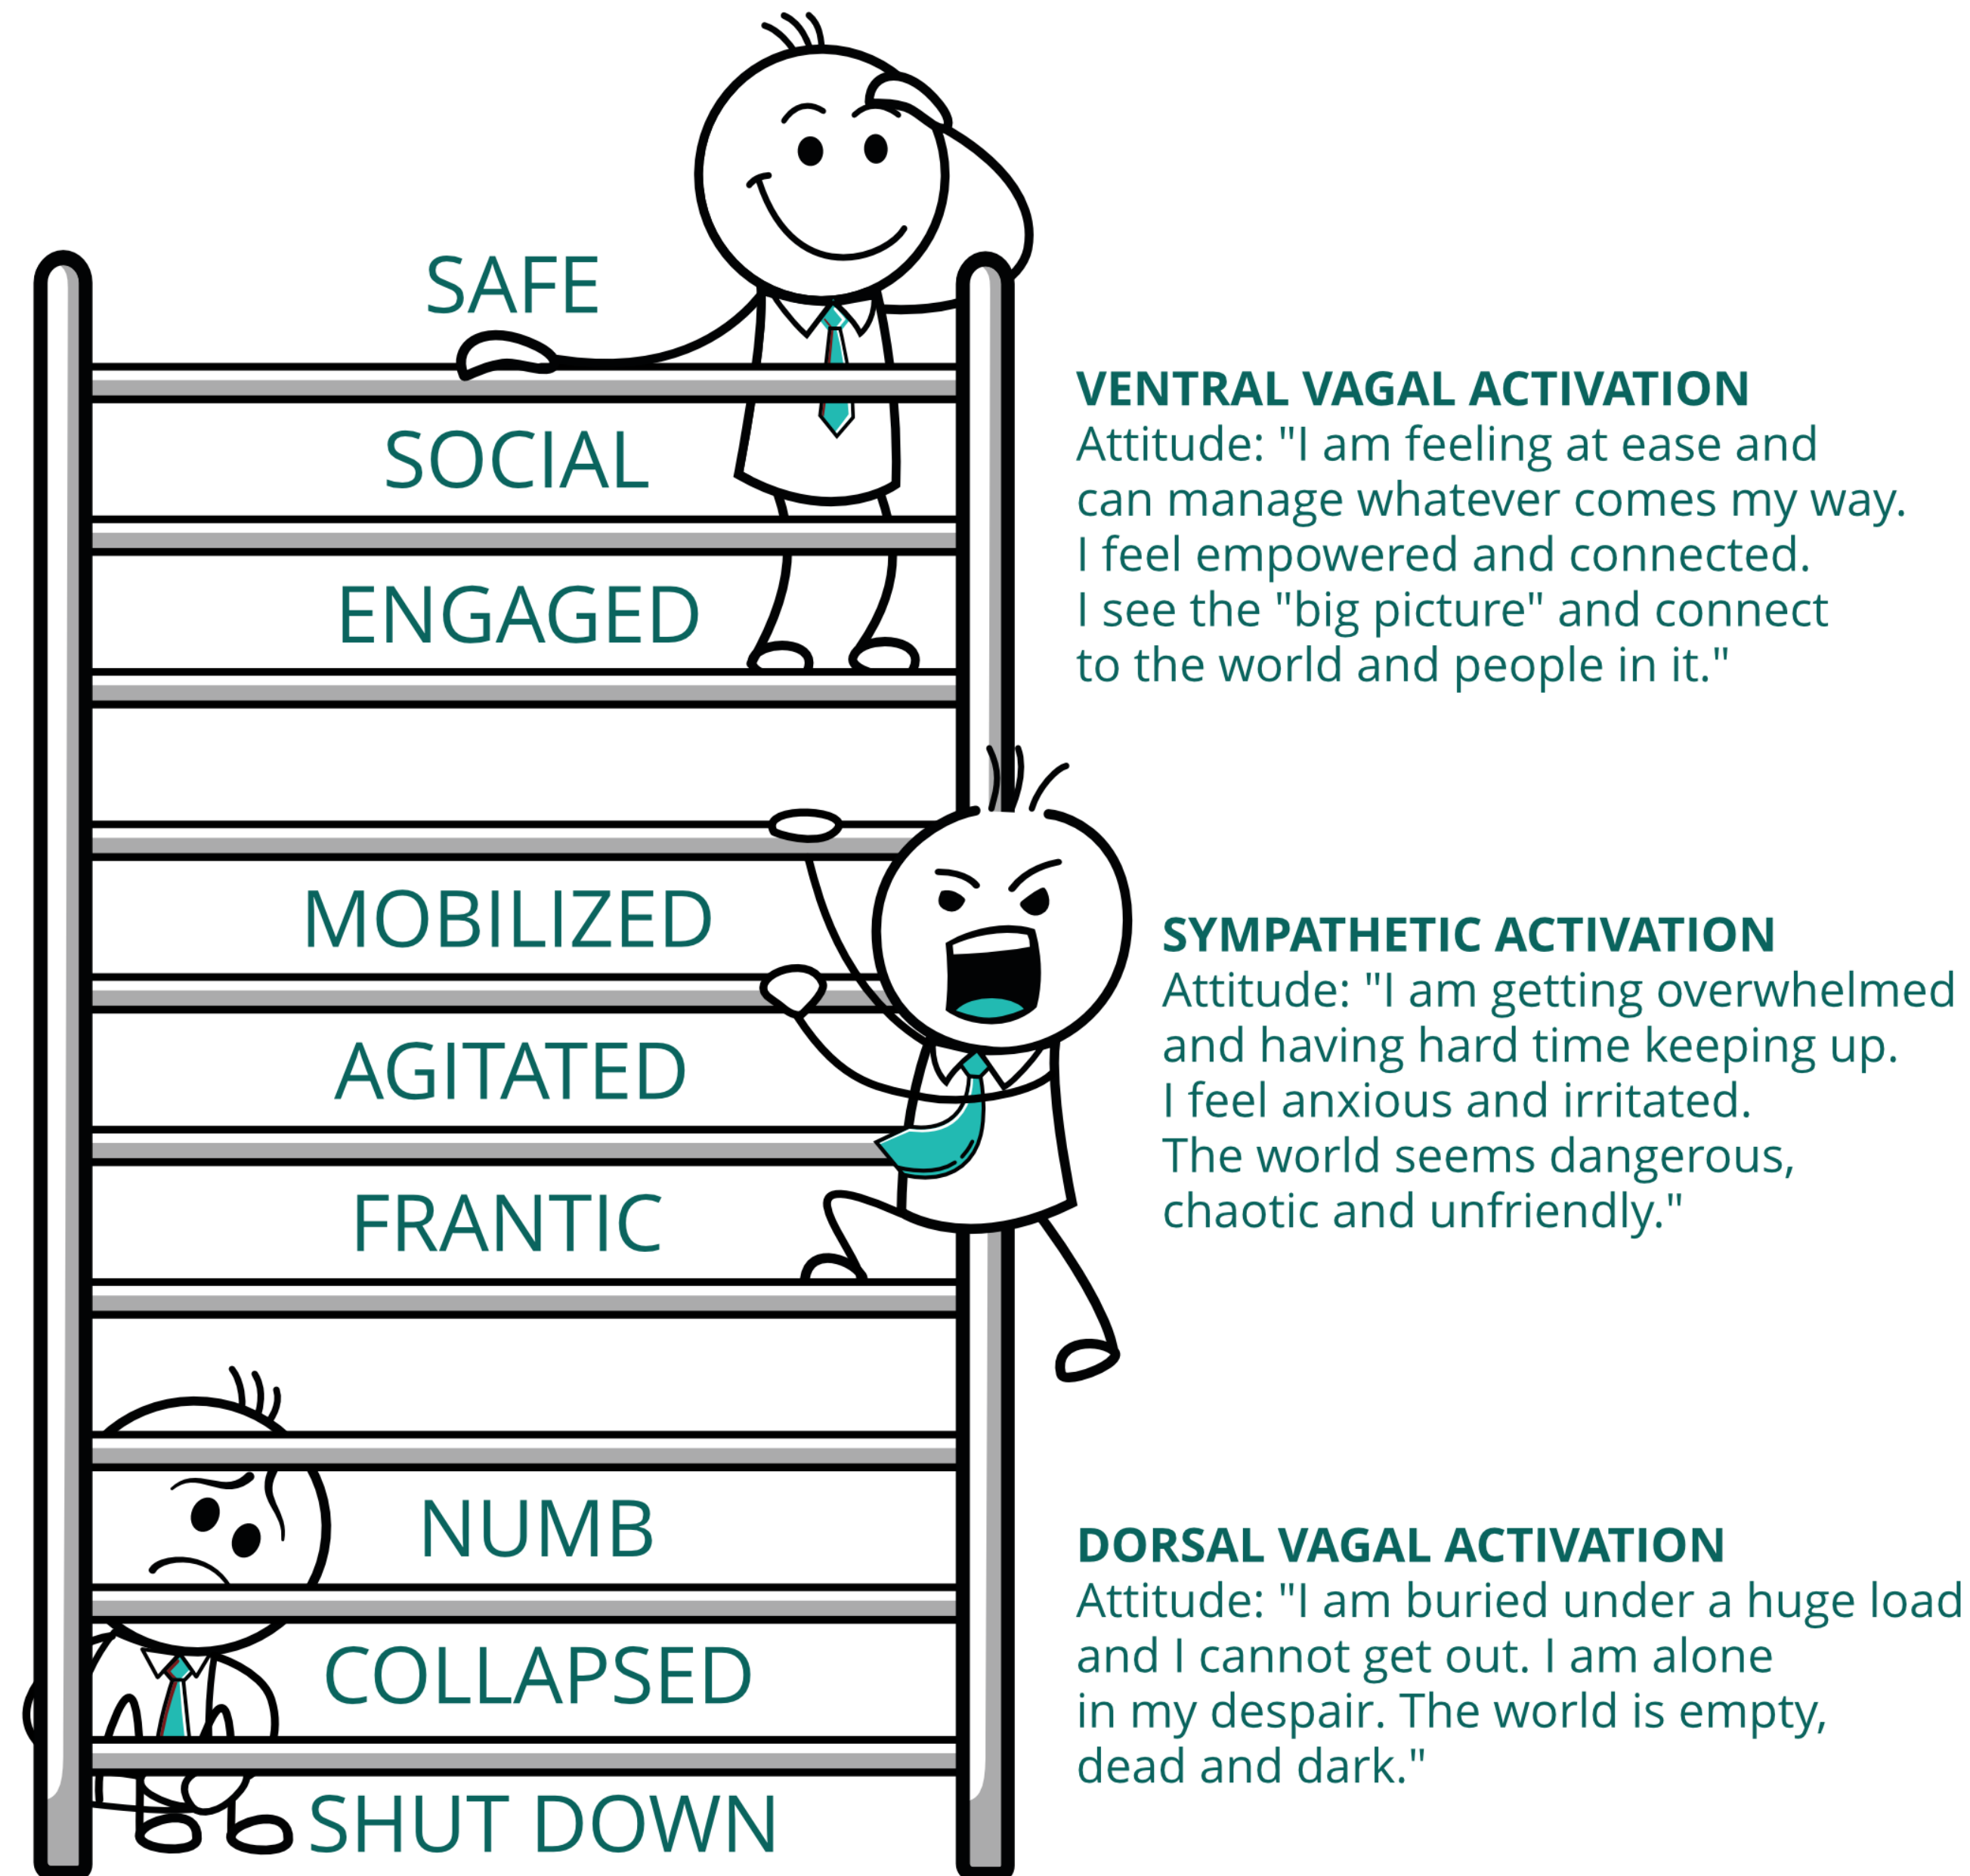 SAFE
SOCIAL
ENGAGED
VENTRAL VAGAL ACTIVATION
Attitude: "I am feeling at ease and
can manage whatever comes my way.
I feel empowered and connected.
I see the "big picture" and connect
to the world and people in it."
MOBILIZED
AGITATED
FRANTIC
SYMPATHETIC ACTIVATION
Attitude: "I am getting overwhelmed
and having hard time keeping up.
I feel anxious and irritated.
The world seems dangerous,
chaotic and unfriendly."
NUMB
COLLAPSED
SHUT DOWN
DORSAL VAGAL ACTIVATION
Attitude: "I am buried under a huge load
and I cannot get out. I am alone
in my despair. The world is empty,
dead and dark."